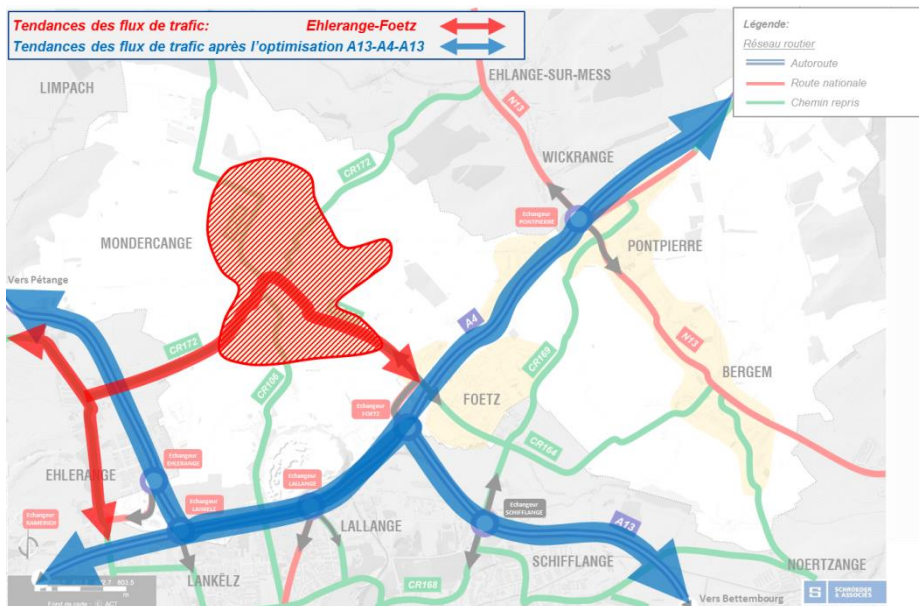 Tendances des flux de trafic: Ehlerange-Foetz
Tendances des flux de trafic après l'optimisation A13-A4-A13
Légende:
Réseau routier
Autoroute
Route nationale
Chemin repris
LIMPACH
EHLANGE-SUR-MESS
N13
WICKRANGE
CR172
Echangeur
PONTPIERRE
MONDERCANGE
PONTPIERRE
Vers Pétange
A4
CR172
CR169
N13
CR106
FOETZ
BERGEM
Echangeur
FOETZ
CR164
EHLERANGE
Echangeur
EHLERANGE
Echangeur
LALLANGE
Echangeur
LANKELZ
Echangeur
SCHIFFLANGE
A13
LALLANGE
SCHIFFLANGE
NOERTZANGE
LANKËLZ
CR168
Vers Bettembourg
S
SCHROEDER
& ASSOCIÉS